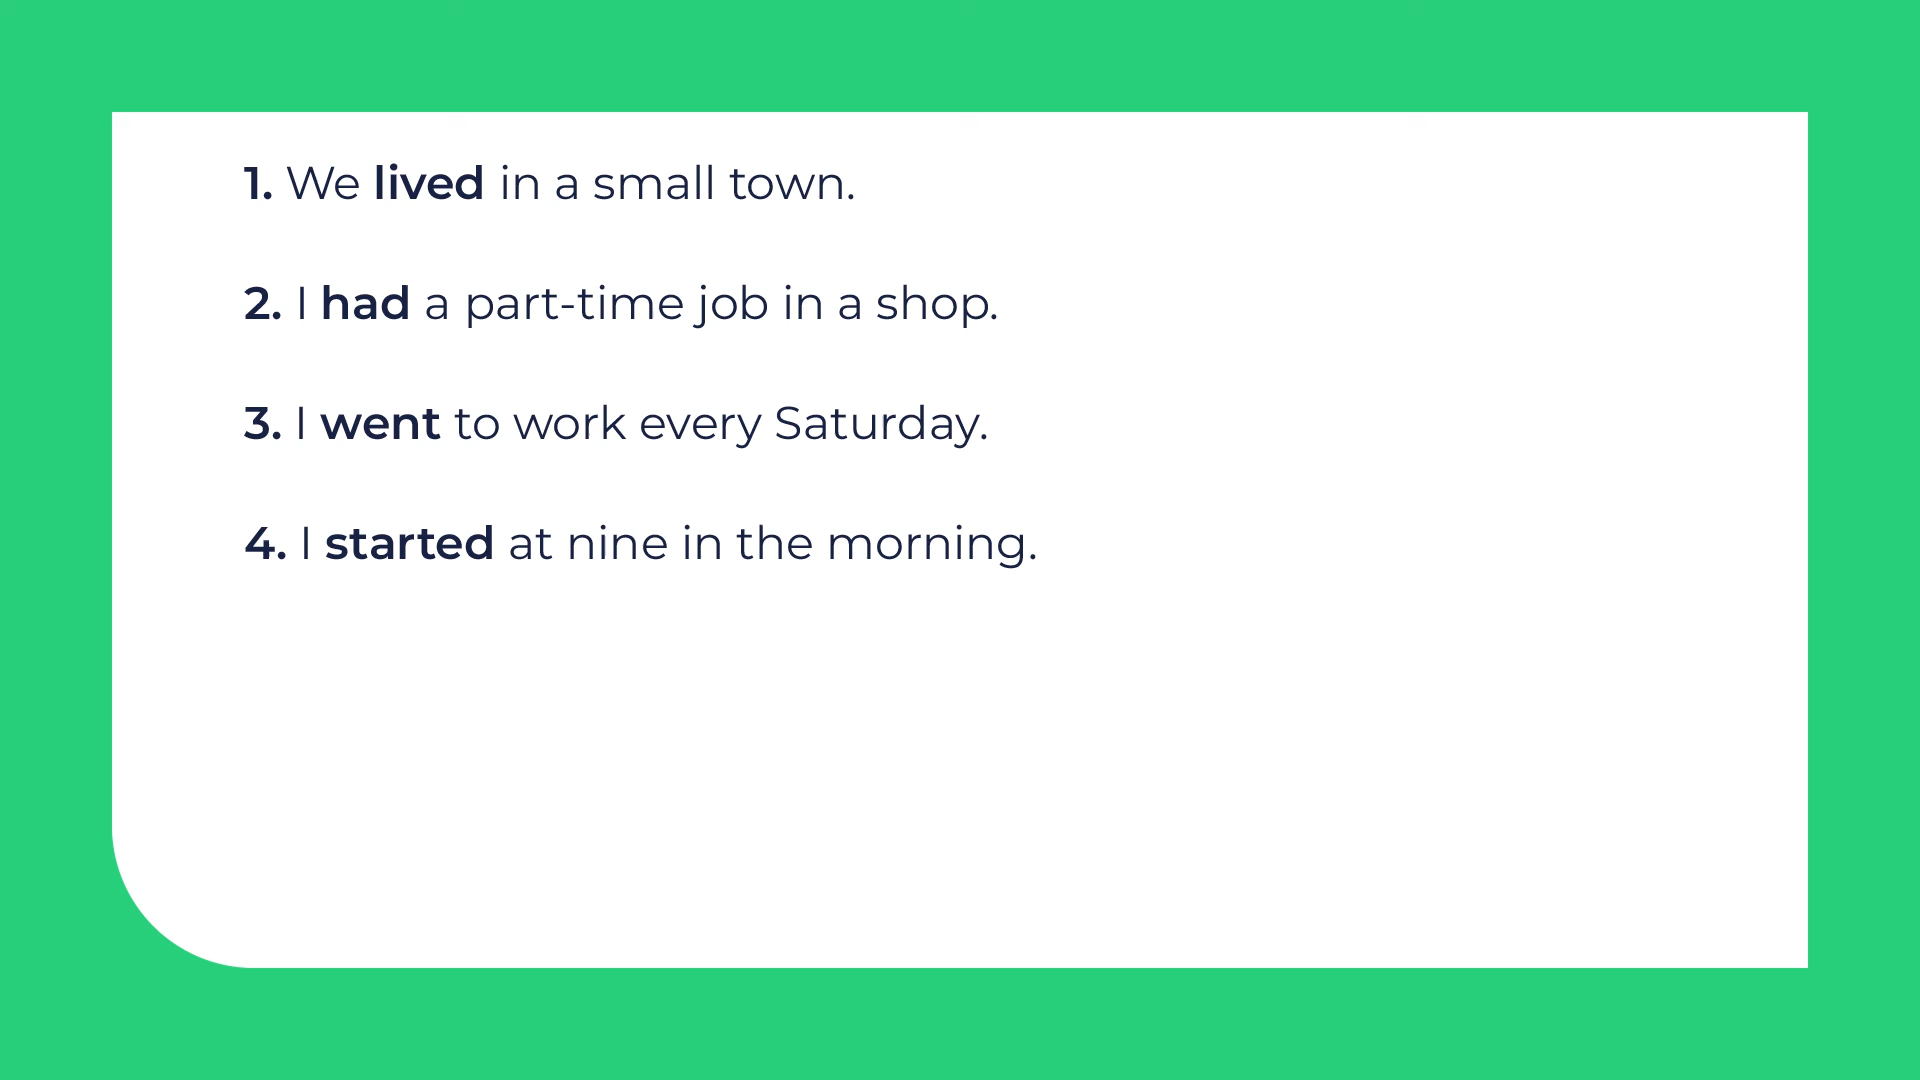 1. We lived in a small town.
2. I had a part-time job in a shop.
3. I went to work every Saturday.
4. I started at nine in the morning.